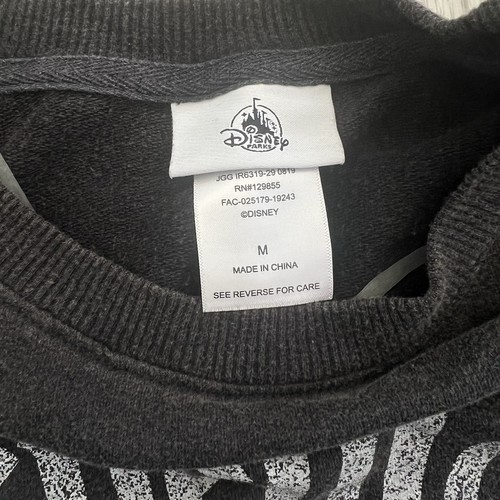 Disney
PARKS
JGG IR6319-29 0819
RN#129855
FAC-025179-19243
©DISNEY
M
MADE IN CHINA
SEE REVERSE FOR CARE